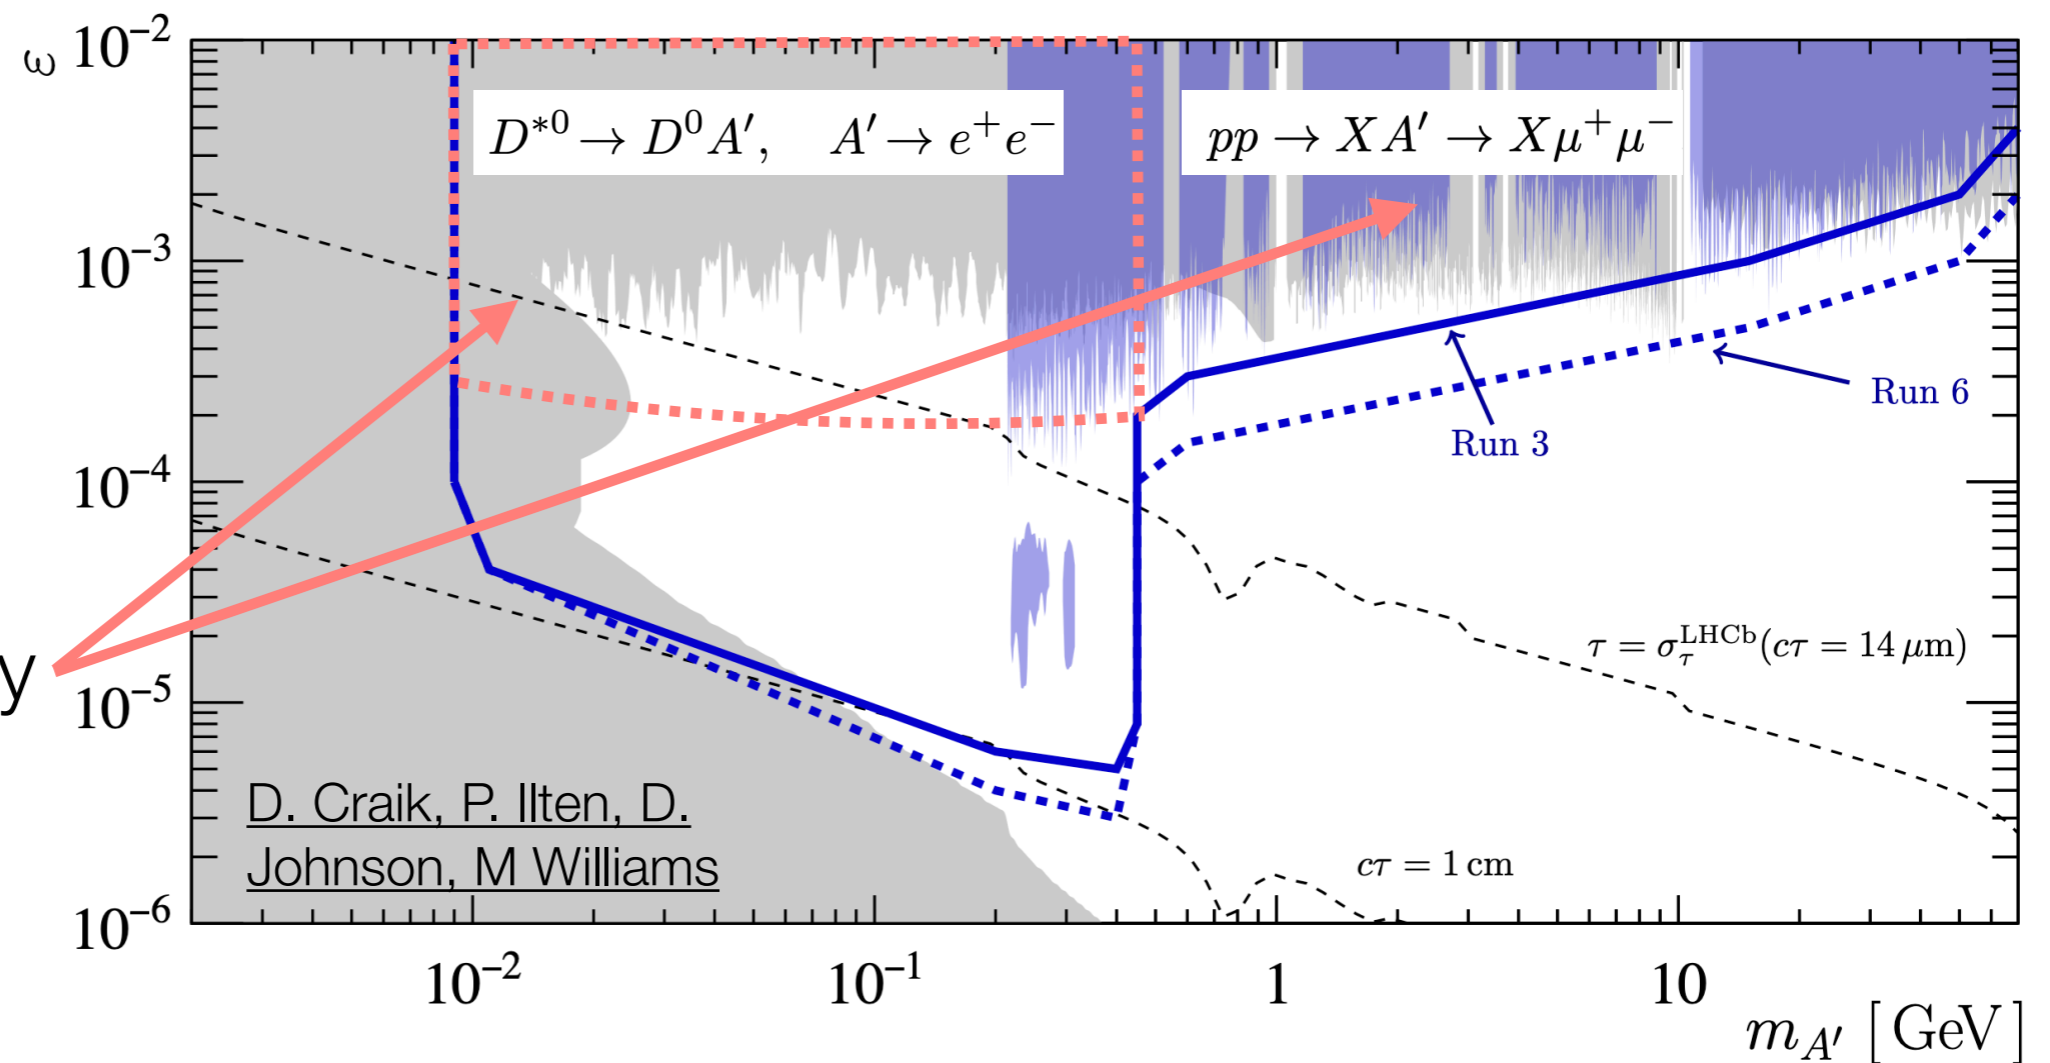 ε
10⁻²
10⁻³
10⁻⁴
10⁻⁵
10⁻⁶
D*⁰ → D⁰A′, A′ → e⁺e⁻
pp → XA′ → Xμ⁺μ⁻
Run 6
Run 3
τ = σ_τ^LHCb (cτ = 14 μm)
y
D. Craik, P. Ilten, D.
Johnson, M Williams
cτ = 1 cm
10⁻² 10⁻¹ 1 10
m_A′ [GeV]